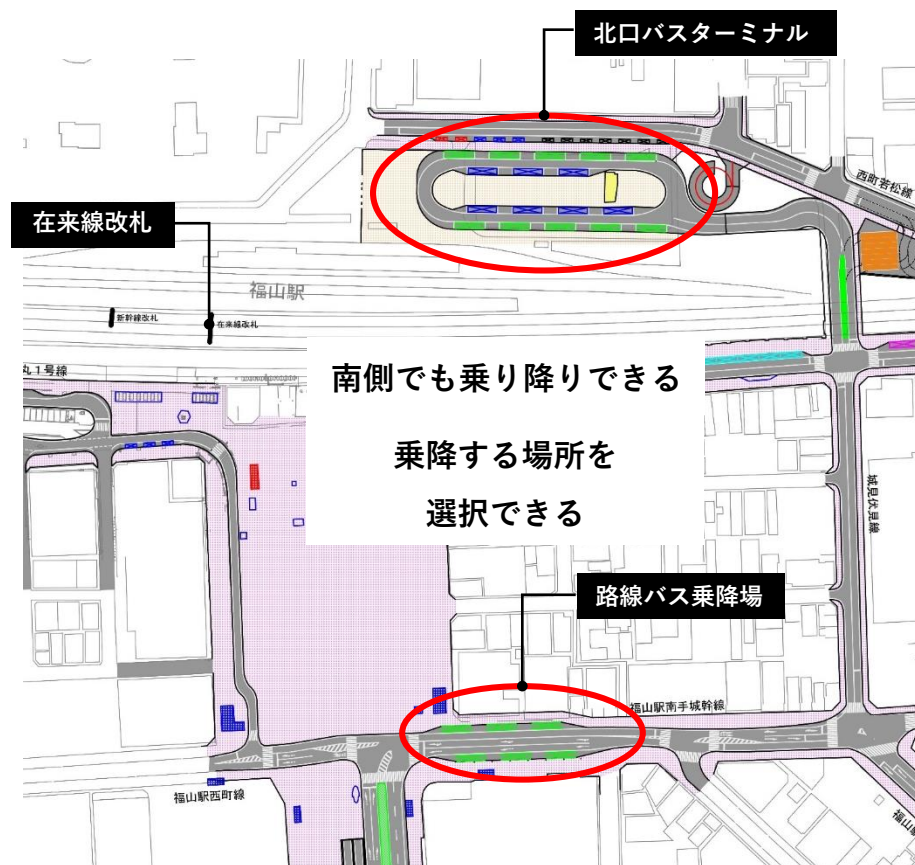 北口バスターミナル
西町若松線
在来線改札
福山駅
新幹線改札
在来線改札
丸1号線
南側でも乗り降りできる
乗降する場所を
選択できる
城見伏見線
路線バス乗降場
福山駅南手城幹線
福山駅西町線
福山駅